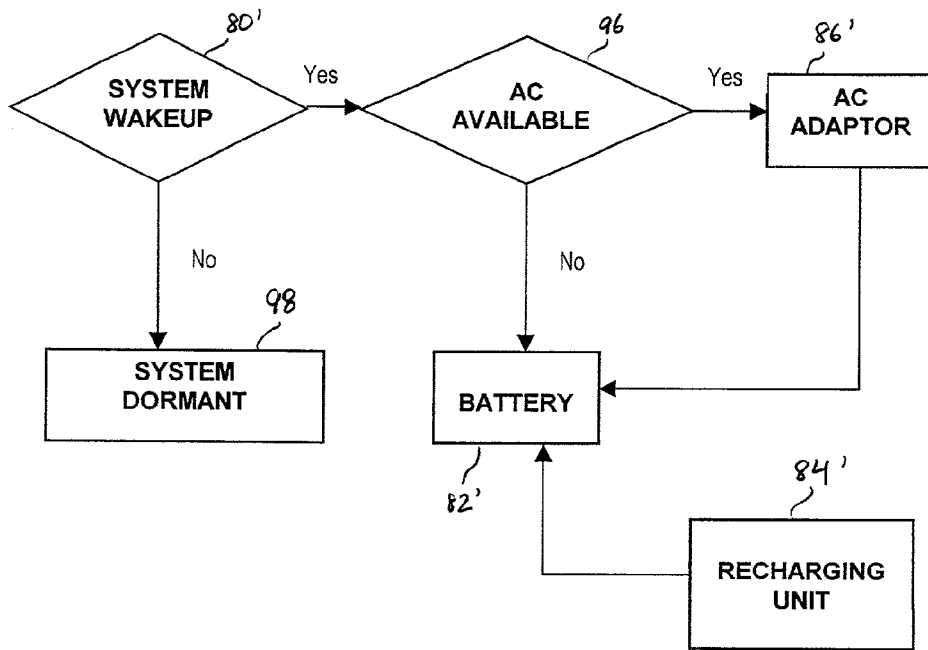 80'
96
86'
SYSTEM
WAKEUP
Yes
AC
AVAILABLE
Yes
AC
ADAPTOR
No
No
98
SYSTEM
DORMANT
BATTERY
82'
84'
RECHARGING
UNIT